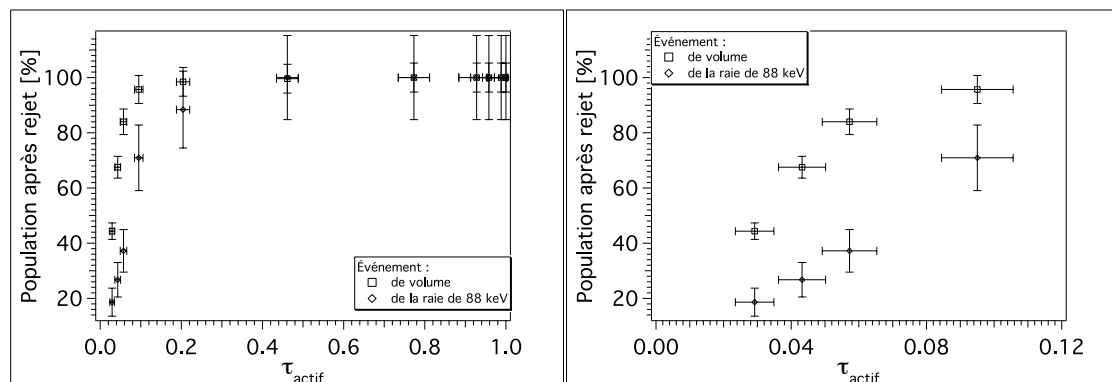 Population après rejet [%]
100
80
60
40
20
0.0 0.2 0.4 0.6 0.8 1.0
τactif
Événement :
de volume
de la raie de 88 keV
Population après rejet [%]
100
80
60
40
20
0.00 0.04 0.08 0.12
τactif
Événement :
de volume
de la raie de 88 keV